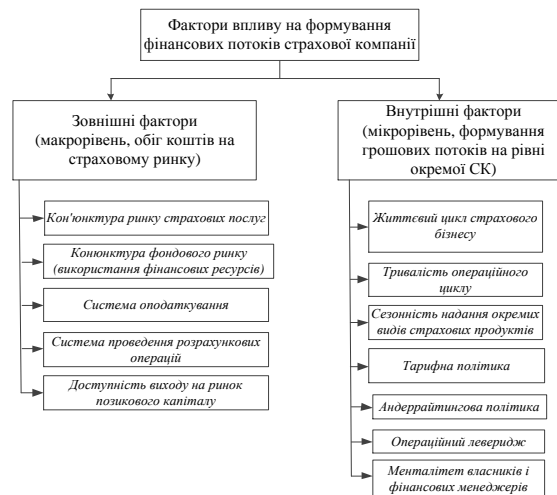 Фактори впливу на формування
фінансових потоків страхової компанії
Зовнішні фактори
(макрорівень, обіг коштів на
страховому ринку)
Кон'юнктура ринку страхових послуг
Конюнктура фондового ринку
(використання фінансових ресурсів)
Система оподаткування
Система проведення розрахункових
операцій
Доступність виходу на ринок
позикового капіталу
Внутрішні фактори
(мікрорівень, формування
грошових потоків на рівні
окремої СК)
Життєвий цикл страхового
бізнесу
Тривалість операційного
циклу
Сезонність надання окремих
видів страхових продуктів
Тарифна політика
Андеррайтингова політика
Операційний леверидж
Менталітет власників і
фінансових менеджерів